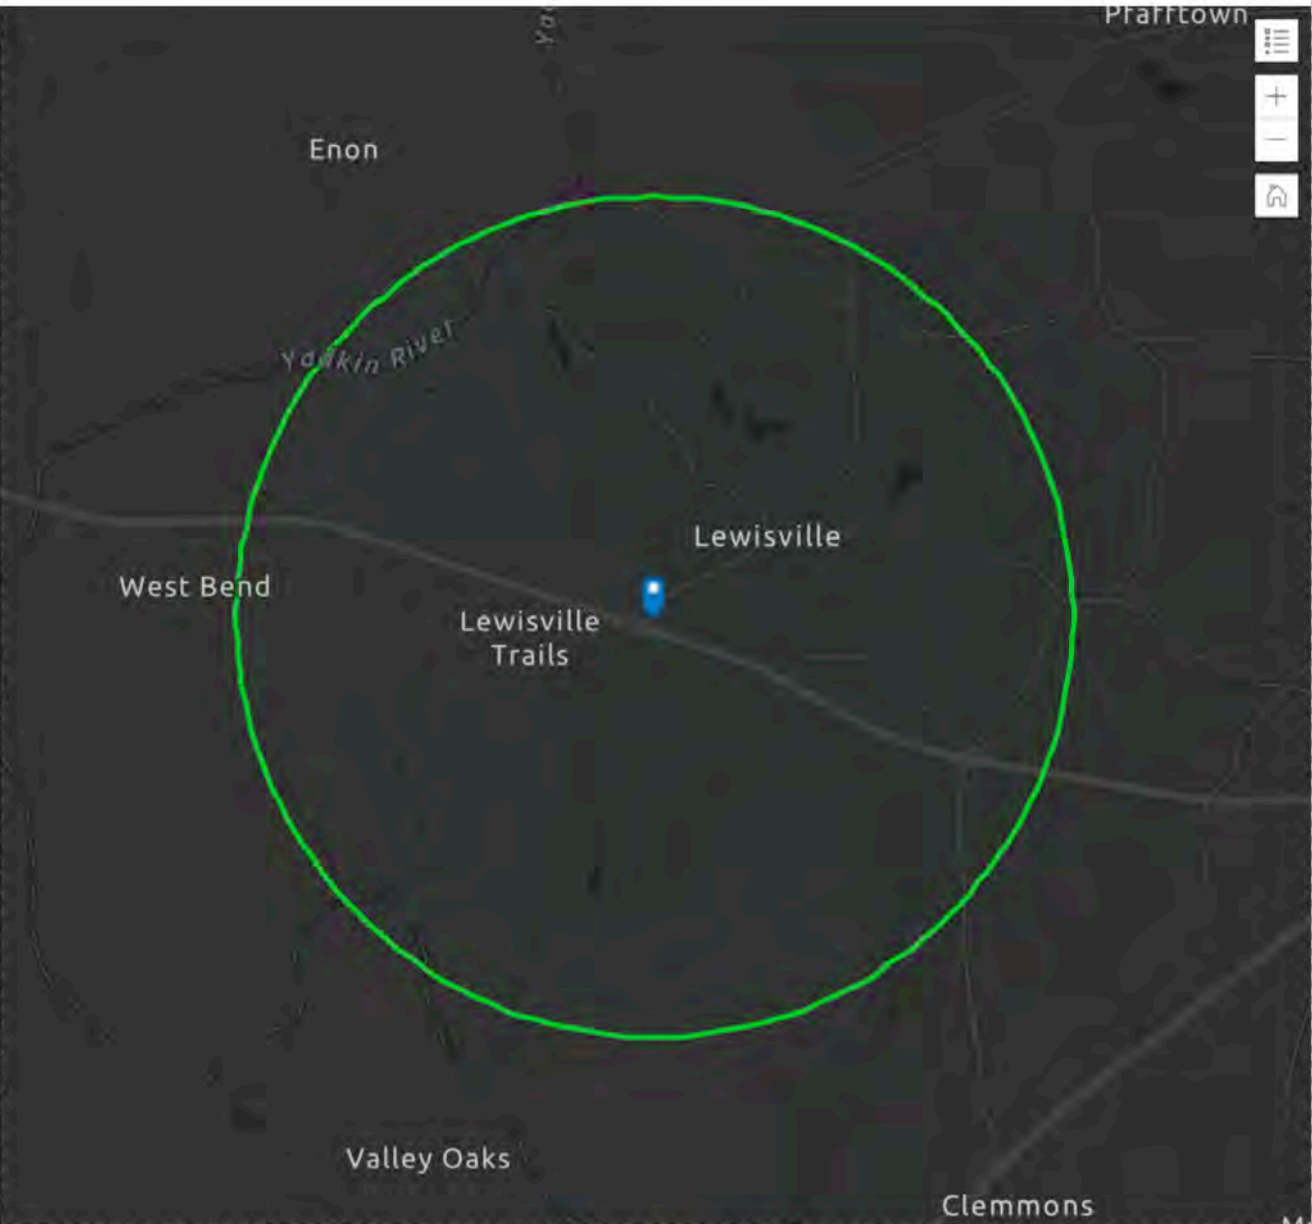 Pfafftown
Enon
Yadkin River
Lewisville
West Bend
Lewisville
Trails
Valley Oaks
Clemmons